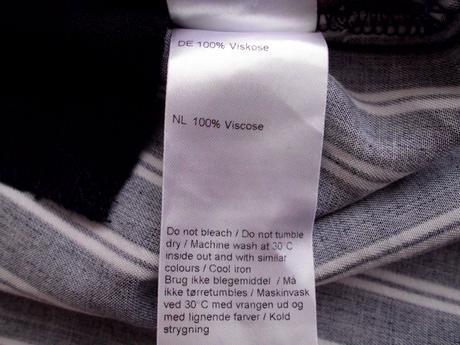 DE 100% Viskose
NL 100% Viscose
Do not bleach / Do not tumble
dry / Machine wash at 30°C
inside out and with similar
colours / Cool iron
Brug ikke blegemiddel / Må
ikke tørretumbles / Maskinvask
ved 30°C med vrangen ud og
med lignende farver / Kold
strygning